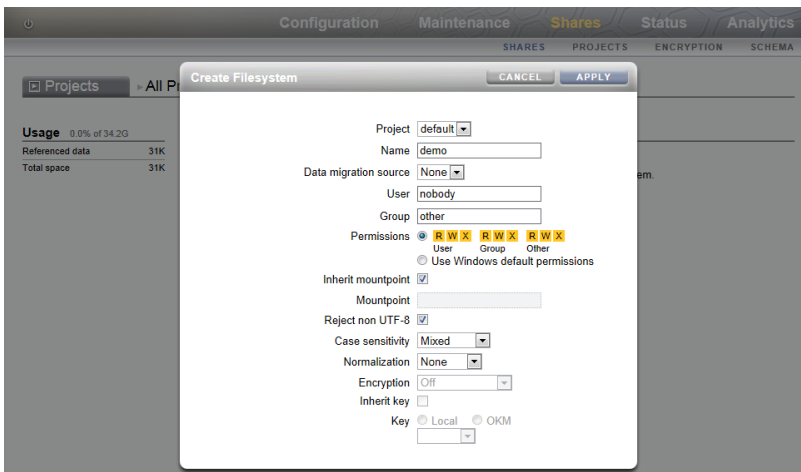 Configuration Maintenance Shares Status Analytics
SHARES PROJECTS ENCRYPTION SCHEMA
Projects All Pr
Create Filesystem CANCEL APPLY
Usage 0.0% of 34.2G
Referenced data 31K
Total space 31K
em.
Project default
Name demo
Data migration source None
User nobody
Group other
Permissions R W X R W X R W X
User Group Other
Use Windows default permissions
Inherit mountpoint
Mountpoint
Reject non UTF-8
Case sensitivity Mixed
Normalization None
Encryption Off
Inherit key
Key Local OKM